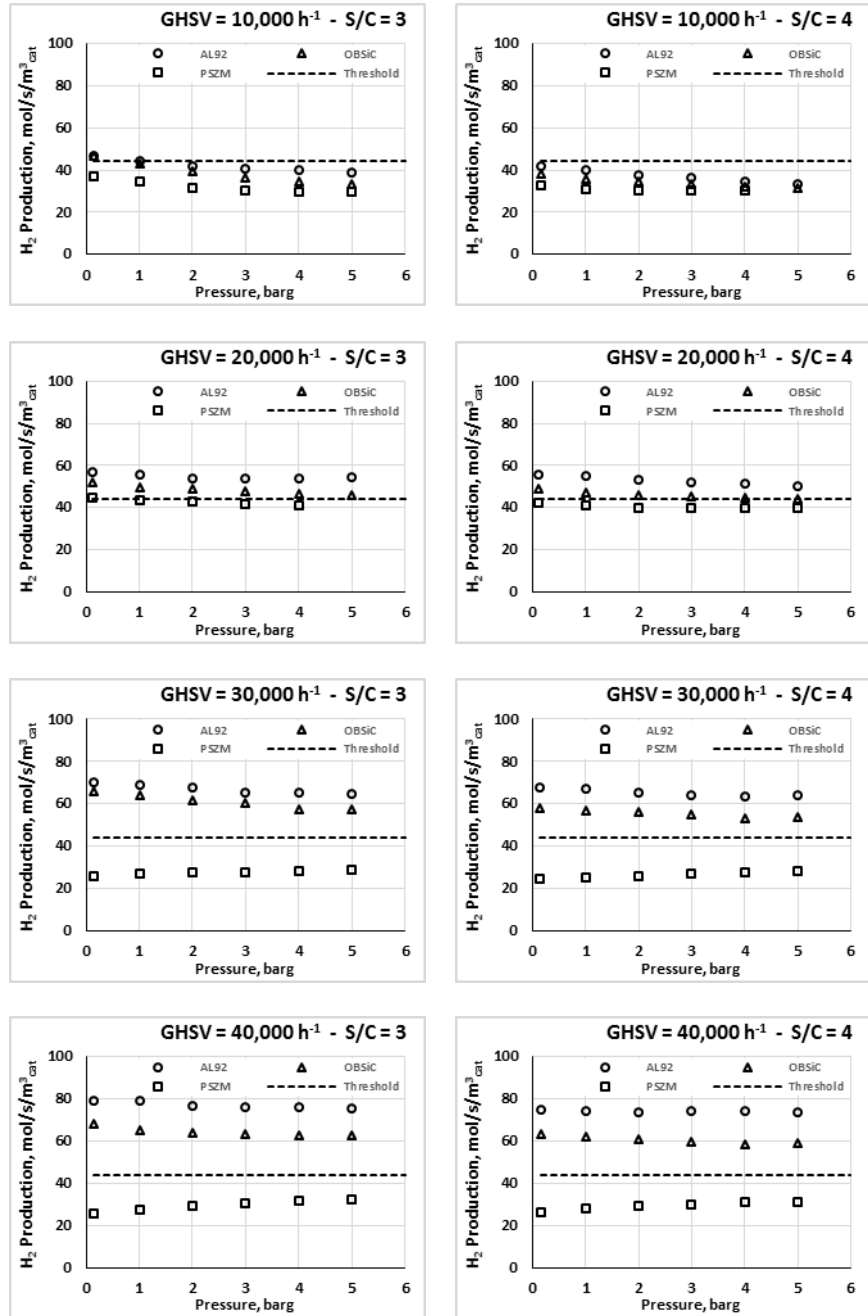 GHSV = 10,000 h⁻¹ - S/C = 3
AL92 OBSiC
PSZM Threshold
H₂ Production, mol/s/m³cat
100
80
60
40
20
0
0 1 2 3 4 5 6
Pressure, barg
GHSV = 10,000 h⁻¹ - S/C = 4
AL92 OBSiC
PSZM Threshold
H₂ Production, mol/s/m³cat
100
80
60
40
20
0
0 1 2 3 4 5 6
Pressure, barg
GHSV = 20,000 h⁻¹ - S/C = 3
AL92 OBSiC
PSZM Threshold
H₂ Production, mol/s/m³cat
100
80
60
40
20
0
0 1 2 3 4 5 6
Pressure, barg
GHSV = 20,000 h⁻¹ - S/C = 4
AL92 OBSiC
PSZM Threshold
H₂ Production, mol/s/m³cat
100
80
60
40
20
0
0 1 2 3 4 5 6
Pressure, barg
GHSV = 30,000 h⁻¹ - S/C = 3
AL92 OBSiC
PSZM Threshold
H₂ Production, mol/s/m³cat
100
80
60
40
20
0
0 1 2 3 4 5 6
Pressure, barg
GHSV = 30,000 h⁻¹ - S/C = 4
AL92 OBSiC
PSZM Threshold
H₂ Production, mol/s/m³cat
100
80
60
40
20
0
0 1 2 3 4 5 6
Pressure, barg
GHSV = 40,000 h⁻¹ - S/C = 3
AL92 OBSiC
PSZM Threshold
H₂ Production, mol/s/m³cat
100
80
60
40
20
0
0 1 2 3 4 5 6
Pressure, barg
GHSV = 40,000 h⁻¹ - S/C = 4
AL92 OBSiC
PSZM Threshold
H₂ Production, mol/s/m³cat
100
80
60
40
20
0
0 1 2 3 4 5 6
Pressure, barg